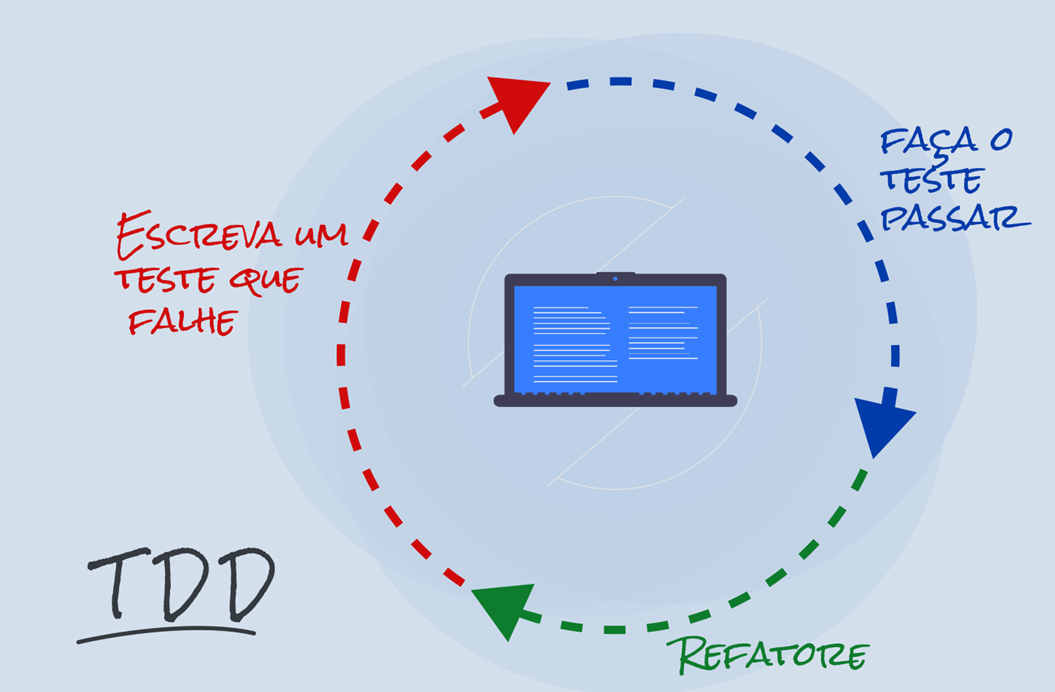 Escreva um
teste que
falhe
faça o
teste
passar
Refatore
TDD